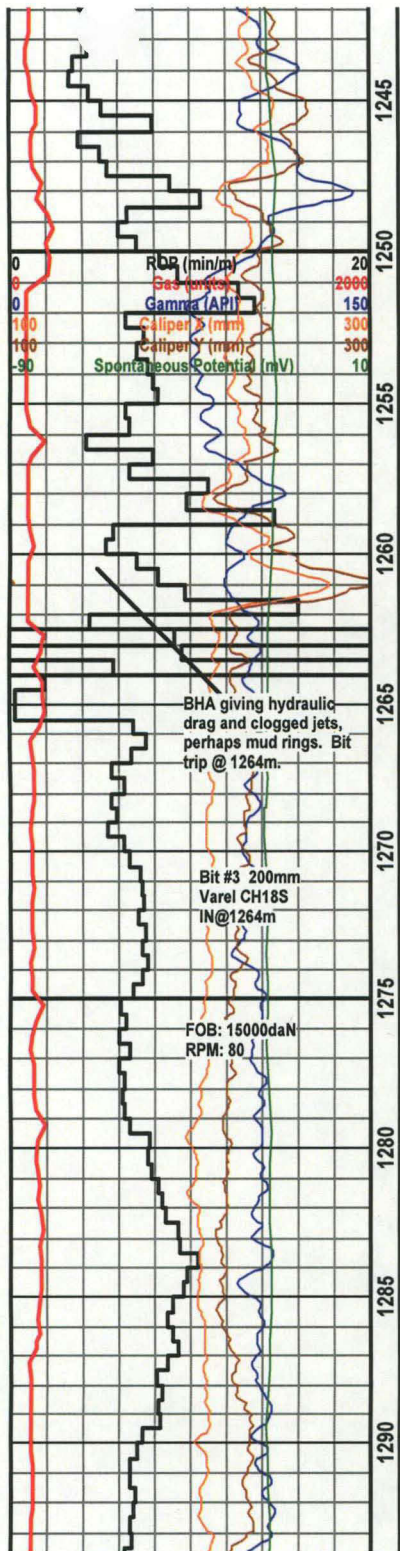 1245
1250
0 ROP (min/m) 20
0 Gas (units) 2000
0 Gamma (API) 150
100 Caliper X (mm) 300
100 Caliper Y (mm) 300
-90 Spontaneous Potential (mV) 10
1255
1260
1265
BHA giving hydraulic
drag and clogged jets,
perhaps mud rings. Bit
trip @ 1264m.
1270
Bit #3 200mm
Varel CH18S
IN@1264m
1275
FOB: 15000daN
RPM: 80
1280
1285
1290